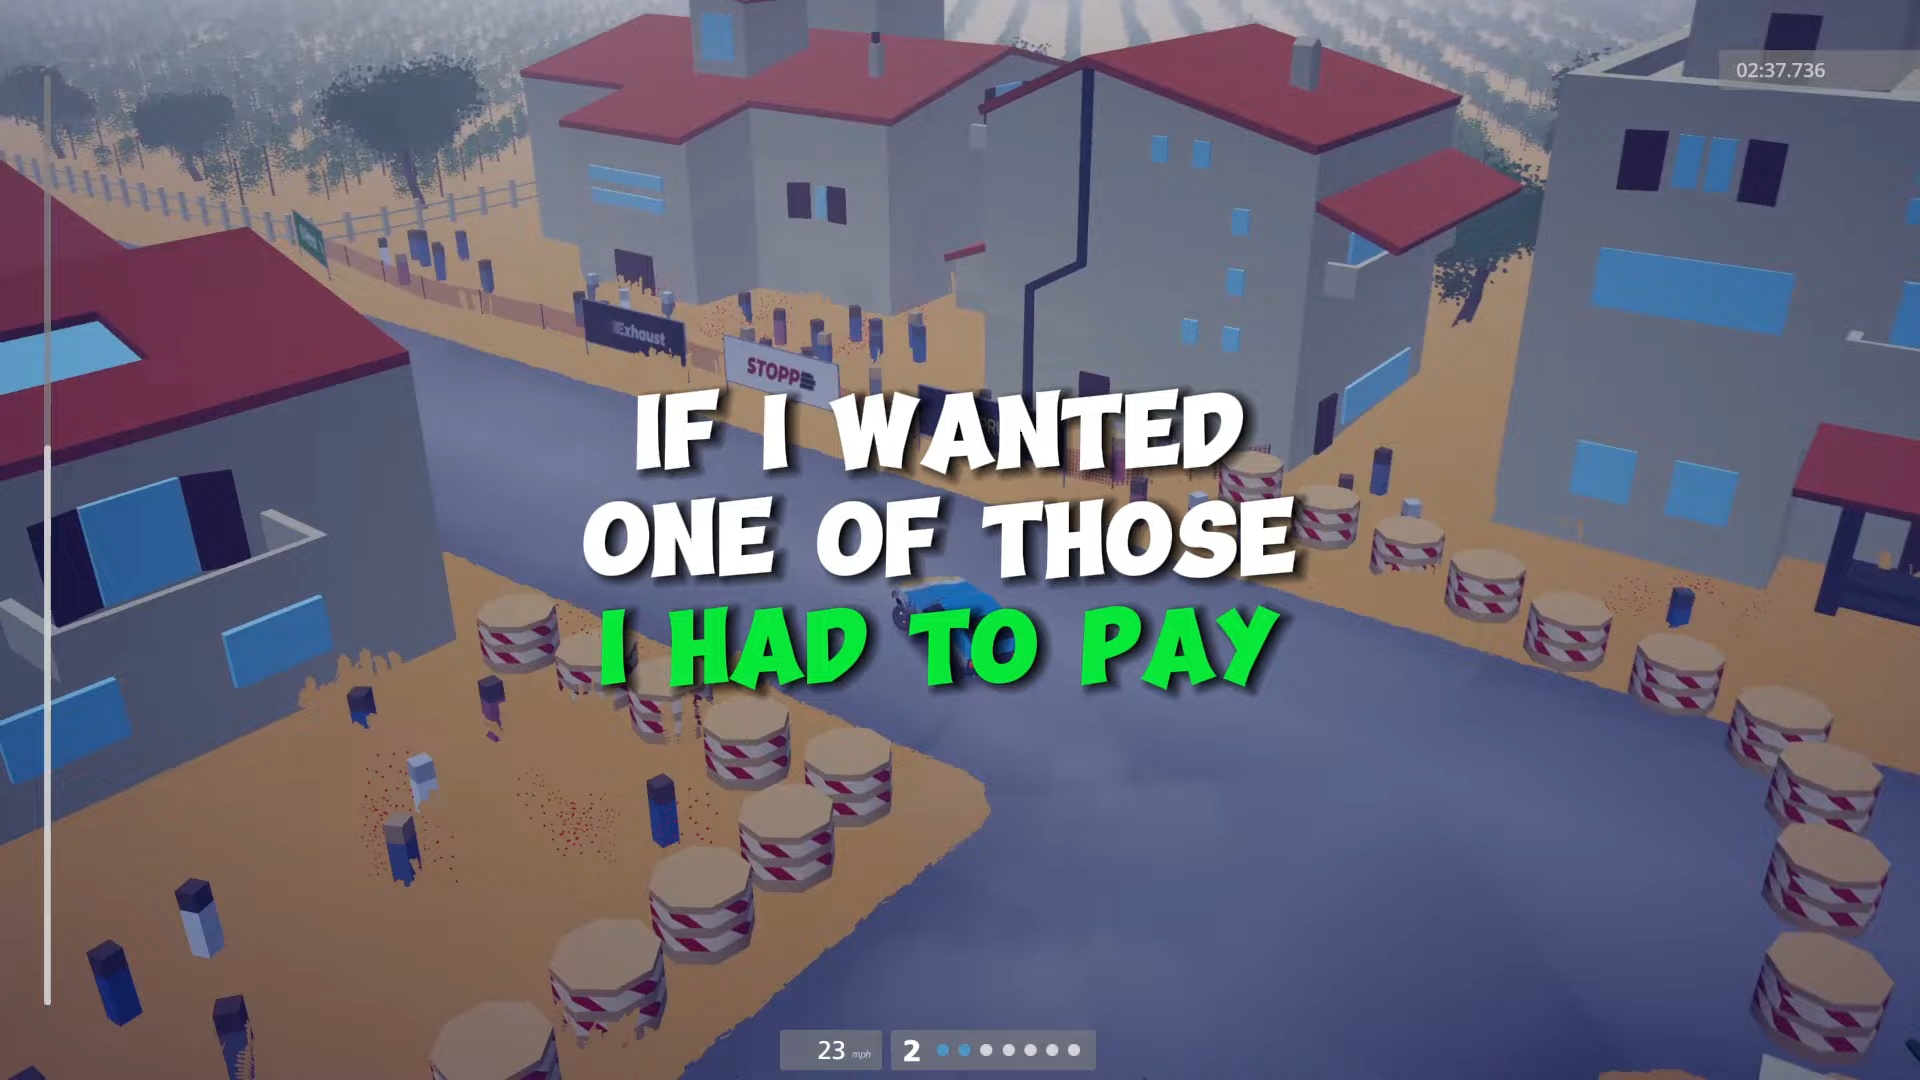 02:37.736
Exhaust
STOPP
IF I WANTED
ONE OF THOSE
I HAD TO PAY
23 mph 2